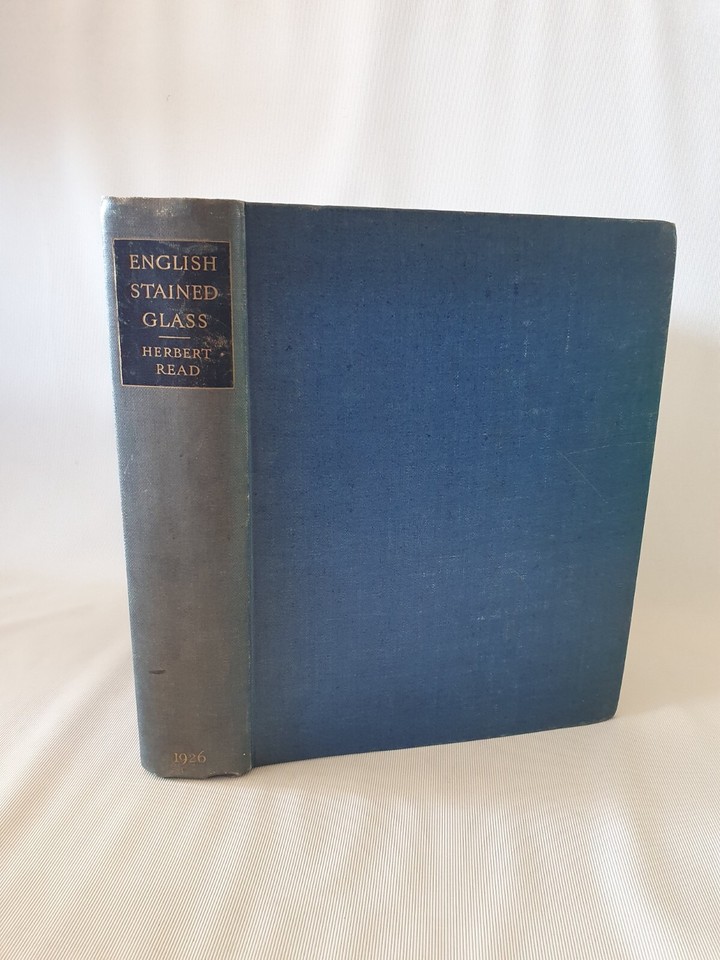 ENGLISH
STAINED
GLASS
HERBERT
READ
1926